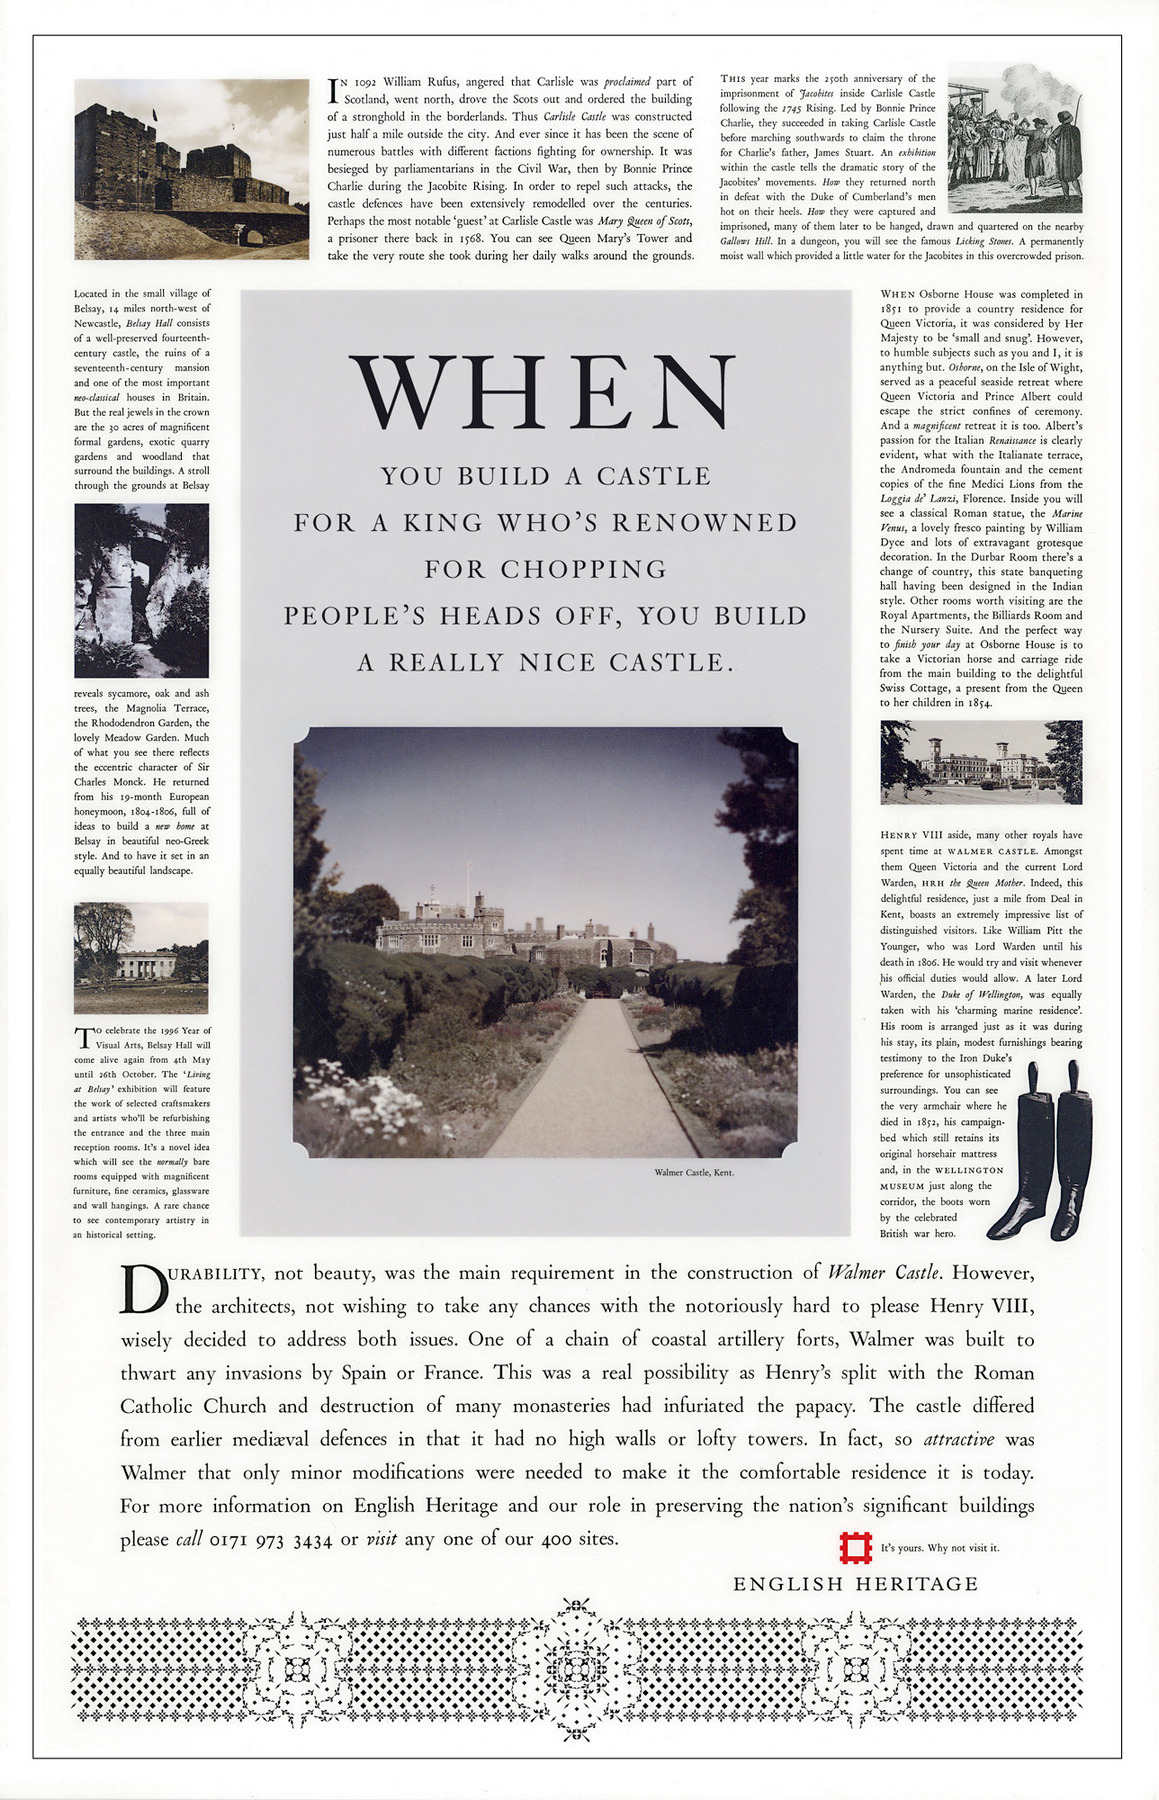 IN 1092 William Rufus, angered that Carlisle was proclaimed part of
Scotland, went north, drove the Scots out and ordered the building
of a stronghold in the borderlands. Thus Carlisle Castle was constructed
just half a mile outside the city. And ever since it has been the scene of
numerous battles with different factions fighting for ownership. It was
besieged by parliamentarians in the Civil War, then by Bonnie Prince
Charlie during the Jacobite Rising. In order to repel such attacks, the
castle defences have been extensively remodelled over the centuries.
Perhaps the most notable ‘guest’ at Carlisle Castle was Mary Queen of Scots,
a prisoner there back in 1568. You can see Queen Mary’s Tower and
take the very route she took during her daily walks around the grounds.
THIS year marks the 250th anniversary of the
imprisonment of Jacobites inside Carlisle Castle
following the 1745 Rising. Led by Bonnie Prince
Charlie, they succeeded in taking Carlisle Castle
before marching southwards to claim the throne
for Charlie’s father, James Stuart. An exhibition
within the castle tells the dramatic story of the
Jacobites’ movements. How they returned north
in defeat with the Duke of Cumberland’s men
hot on their heels. How they were captured and
imprisoned, many of them later to be hanged, drawn and quartered on the nearby
Gallows Hill. In a dungeon, you will see the famous Licking Stones. A permanently
moist wall which provided a little water for the Jacobites in this overcrowded prison.
Located in the small village of
Belsay, 14 miles north-west of
Newcastle, Belsay Hall consists
of a well-preserved fourteenth-
century castle, the ruins of a
seventeenth-century mansion
and one of the most important
neo-classical houses in Britain.
But the real jewels in the crown
are the 30 acres of magnificent
formal gardens, exotic quarry
gardens and woodland that
surround the buildings. A stroll
through the grounds at Belsay
reveals sycamore, oak and ash
trees, the Magnolia Terrace,
the Rhododendron Garden, the
lovely Meadow Garden. Much
of what you see there reflects
the eccentric character of Sir
Charles Monck. He returned
from his 19-month European
honeymoon, 1804-1806, full of
ideas to build a new home at
Belsay in beautiful neo-Greek
style. And to have it set in an
equally beautiful landscape.
TO celebrate the 1996 Year of
Visual Arts, Belsay Hall will
come alive again from 4th May
until 26th October. The ‘Living
at Belsay’ exhibition will feature
the work of selected craftsmakers
and artists who’ll be refurbishing
the entrance and the three main
reception rooms. It’s a novel idea
which will see the normally bare
rooms equipped with magnificent
furniture, fine ceramics, glassware
and wall hangings. A rare chance
to see contemporary artistry in
an historical setting.
WHEN
YOU BUILD A CASTLE
FOR A KING WHO’S RENOWNED
FOR CHOPPING
PEOPLE’S HEADS OFF, YOU BUILD
A REALLY NICE CASTLE.
Walmer Castle, Kent.
WHEN Osborne House was completed in
1851 to provide a country residence for
Queen Victoria, it was considered by Her
Majesty to be ‘small and snug’. However,
to humble subjects such as you and I, it is
anything but. Osborne, on the Isle of Wight,
served as a peaceful seaside retreat where
Queen Victoria and Prince Albert could
escape the strict confines of ceremony.
And a magnificent retreat it is too. Albert’s
passion for the Italian Renaissance is clearly
evident, what with the Italianate terrace,
the Andromeda fountain and the cement
copies of the fine Medici Lions from the
Loggia de’ Lanzi, Florence. Inside you will
see a classical Roman statue, the Marine
Venus, a lovely fresco painting by William
Dyce and lots of extravagant grotesque
decoration. In the Durbar Room there’s a
change of country, this state banqueting
hall having been designed in the Indian
style. Other rooms worth visiting are the
Royal Apartments, the Billiards Room and
the Nursery Suite. And the perfect way
to finish your day at Osborne House is to
take a Victorian horse and carriage ride
from the main building to the delightful
Swiss Cottage, a present from the Queen
to her children in 1854.
HENRY VIII aside, many other royals have
spent time at WALMER CASTLE. Amongst
them Queen Victoria and the current Lord
Warden, HRH the Queen Mother. Indeed, this
delightful residence, just a mile from Deal in
Kent, boasts an extremely impressive list of
distinguished visitors. Like William Pitt the
Younger, who was Lord Warden until his
death in 1806. He would try and visit whenever
his official duties would allow. A later Lord
Warden, the Duke of Wellington, was equally
taken with his ‘charming marine residence’.
His room is arranged just as it was during
his stay, its plain, modest furnishings bearing
testimony to the Iron Duke’s
preference for unsophisticated
surroundings. You can see
the very armchair where he
died in 1852, his campaign-
bed which still retains its
original horsehair mattress
and, in the WELLINGTON
MUSEUM just along the
corridor, the boots worn
by the celebrated
British war hero.
DURABILITY, not beauty, was the main requirement in the construction of Walmer Castle. However,
the architects, not wishing to take any chances with the notoriously hard to please Henry VIII,
wisely decided to address both issues. One of a chain of coastal artillery forts, Walmer was built to
thwart any invasions by Spain or France. This was a real possibility as Henry’s split with the Roman
Catholic Church and destruction of many monasteries had infuriated the papacy. The castle differed
from earlier mediæval defences in that it had no high walls or lofty towers. In fact, so attractive was
Walmer that only minor modifications were needed to make it the comfortable residence it is today.
For more information on English Heritage and our role in preserving the nation’s significant buildings
please call 0171 973 3434 or visit any one of our 400 sites.
It’s yours. Why not visit it.
ENGLISH HERITAGE